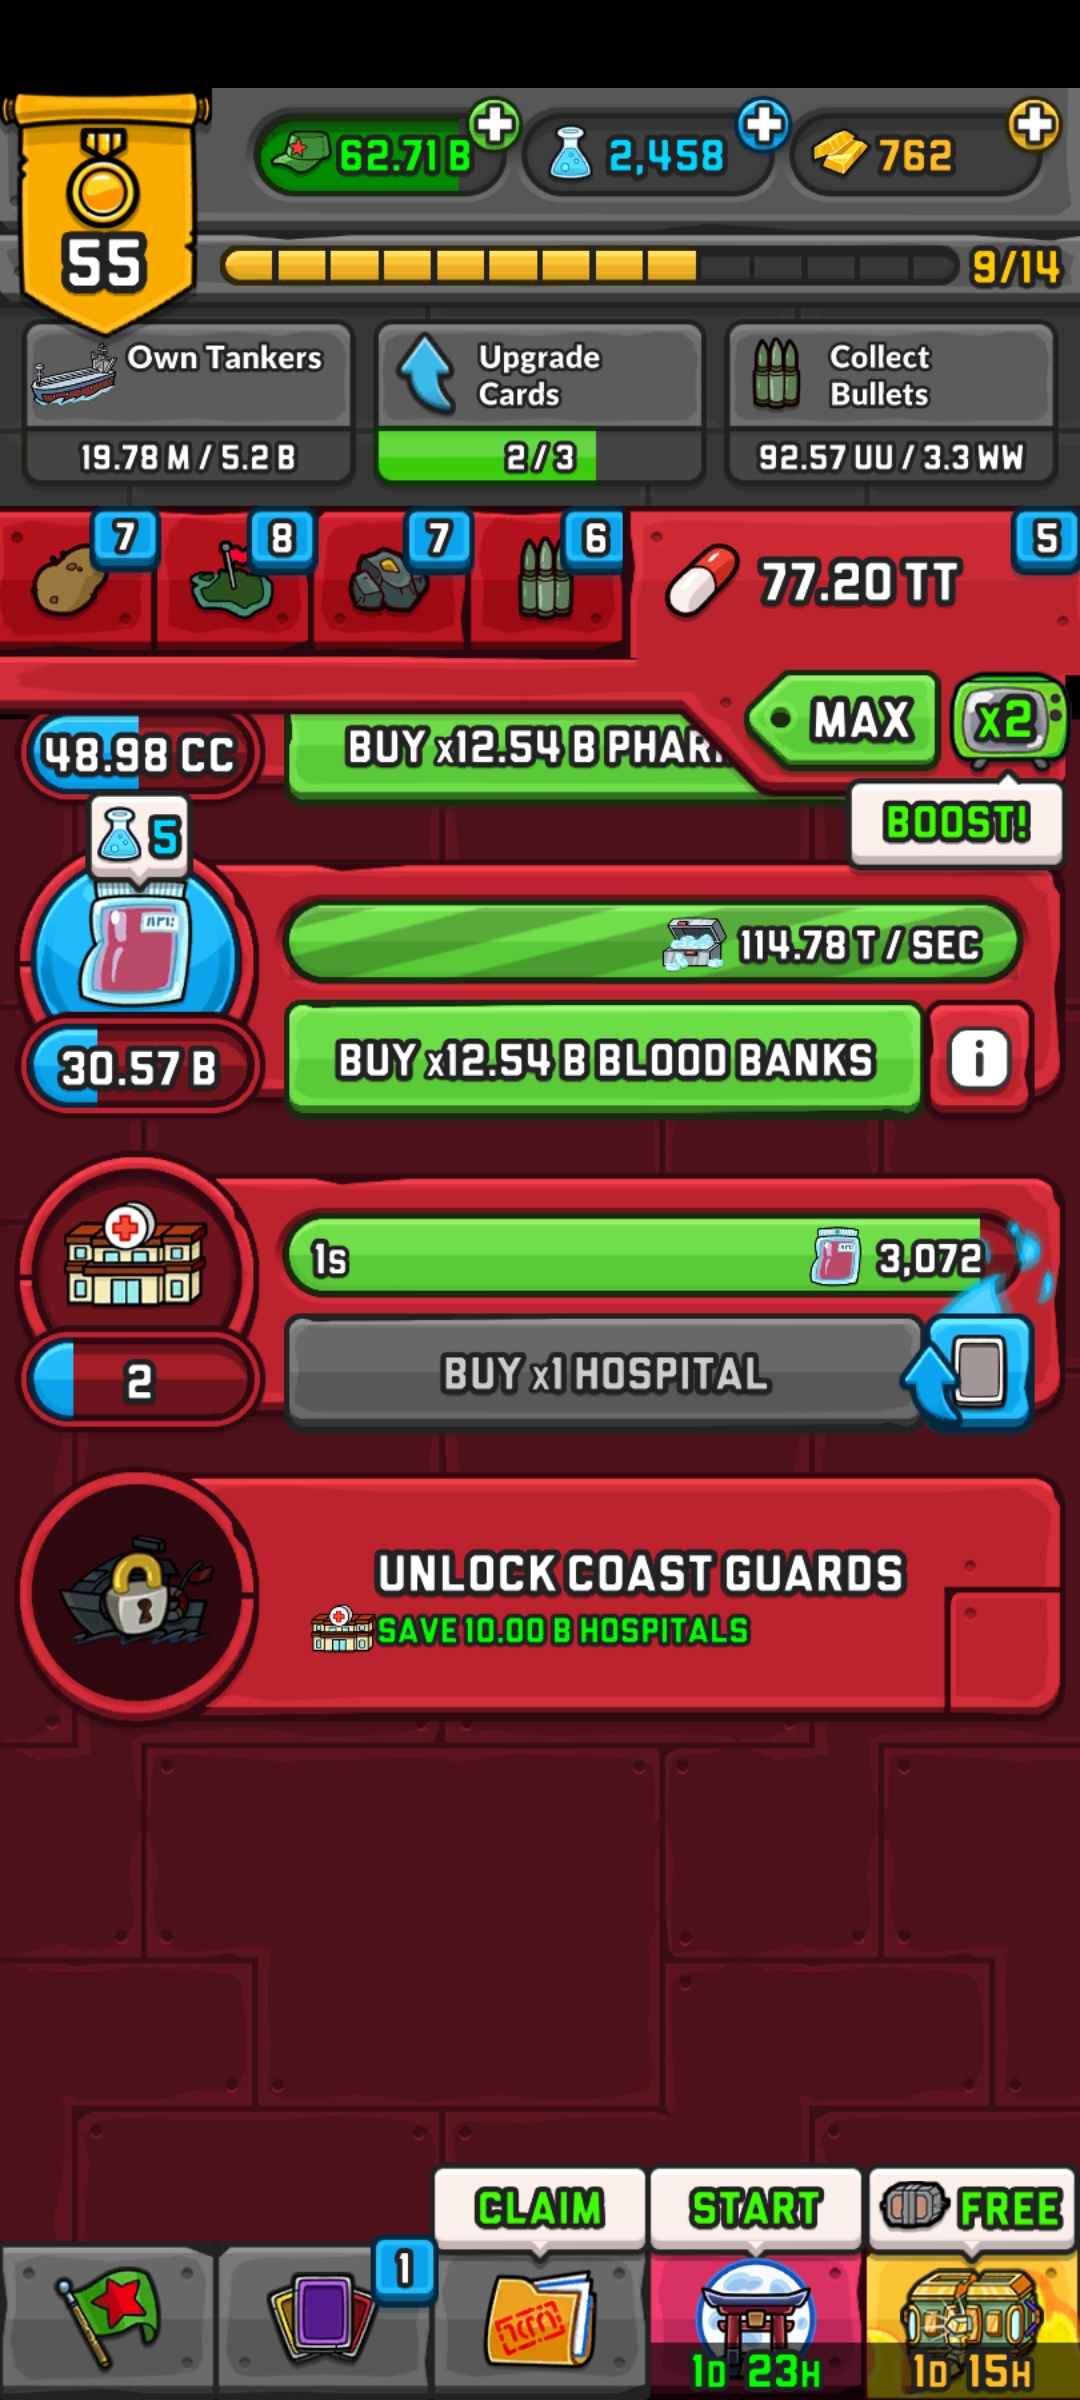 55
62.71 B
2,458
762
9/14
Own Tankers
19.78 M / 5.2 B
Upgrade
Cards
2 / 3
Collect
Bullets
92.57 UU / 3.3 WW
7
8
7
6
77.20 TT
5
MAX
x2
BOOST!
48.98 CC
BUY x12.54 B
5
114.78 T / SEC
30.57 B
BUY x12.54 B BLOOD BANKS
i
1s
3,072
2
BUY x1 HOSPITAL
UNLOCK COAST GUARDS
SAVE 10.00 B HOSPITALS
CLAIM
START
FREE
1
1D 23H
1D 15H